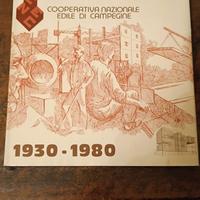 COOPERATIVA NAZIONALE
EDILE DI CAMPEGINE
1930-1980